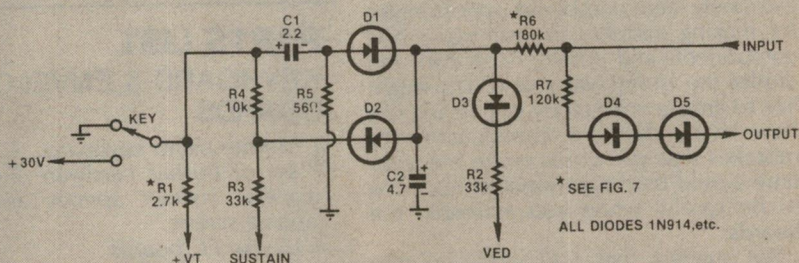 C1
2.2
+ -
D1
*R6
180k
INPUT
R4
10k
R5
56Ω
D3
R7
120k
KEY
D2
D4
D5
OUTPUT
+30V
*R1
2.7k
R3
33k
C2
4.7
+
-
R2
33k
*SEE FIG. 7
ALL DIODES 1N914,etc.
+VT
SUSTAIN
VED